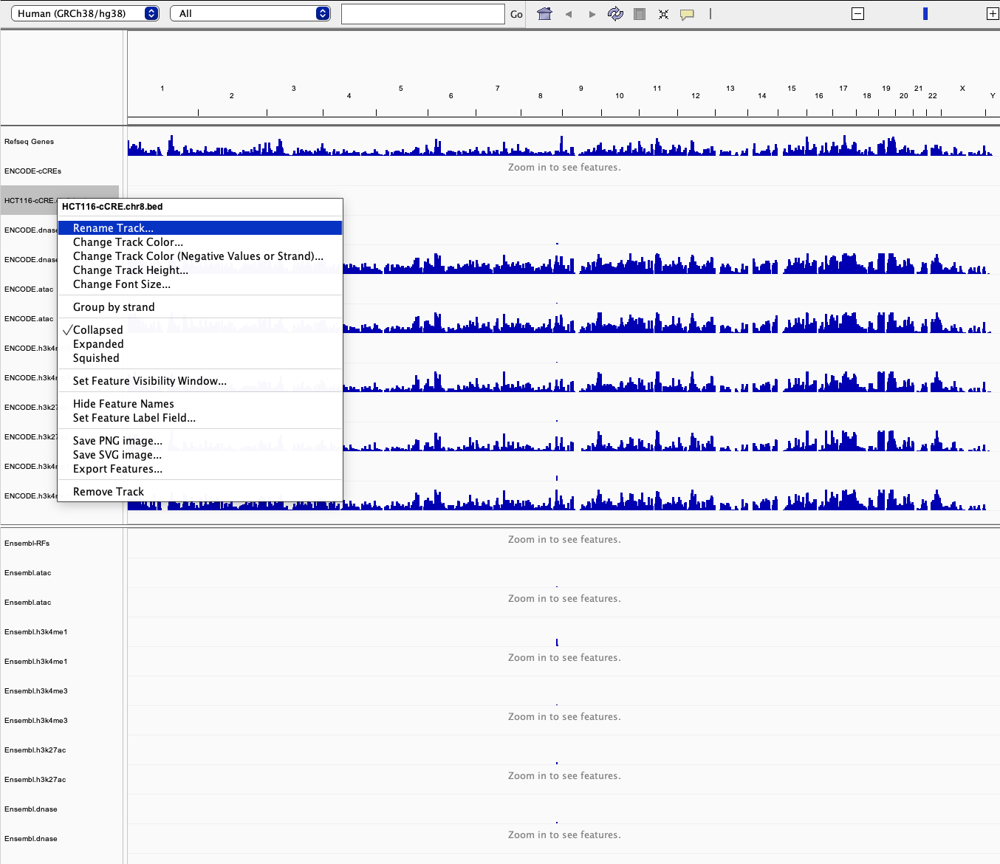 Human (GRCh38/hg38) All Go
1 2 3 4 5 6 7 8 9 10 11 12 13 14 15 16 17 18 19 20 21 22 X Y
Refseq Genes
ENCODE-cCREs
Zoom in to see features.
HCT116-cCRE.
HCT116-cCRE.chr8.bed
Rename Track...
Change Track Color...
Change Track Color (Negative Values or Strand)...
Change Track Height...
Change Font Size...
Group by strand
Collapsed
Expanded
Squished
Set Feature Visibility Window...
Hide Feature Names
Set Feature Label Field...
Save PNG image...
Save SVG image...
Export Features...
Remove Track
ENCODE.dnase
ENCODE.dnase
ENCODE.atac
ENCODE.atac
ENCODE.h3k4m
ENCODE.h3k4m
ENCODE.h3k27
ENCODE.h3k27
ENCODE.h3k4m
ENCODE.h3k4m
Ensembl-RFs
Zoom in to see features.
Ensembl.atac
Ensembl.atac
Zoom in to see features.
Ensembl.h3k4me1
Ensembl.h3k4me1
Zoom in to see features.
Ensembl.h3k4me3
Ensembl.h3k4me3
Zoom in to see features.
Ensembl.h3k27ac
Ensembl.h3k27ac
Zoom in to see features.
Ensembl.dnase
Ensembl.dnase
Zoom in to see features.